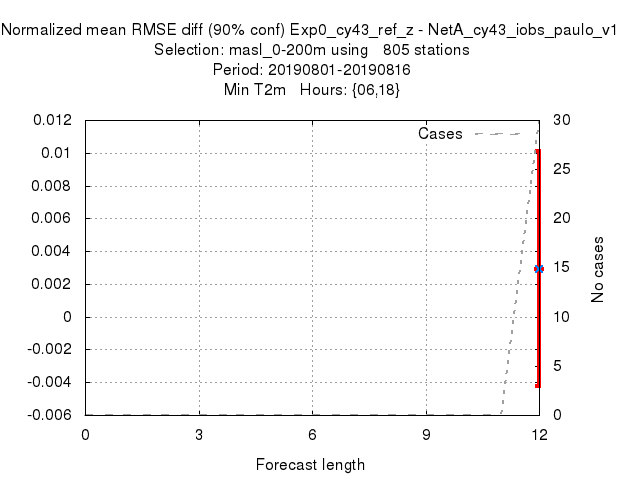 Normalized mean RMSE diff (90% conf) Exp0_cy43_ref_z - NetA_cy43_iobs_paulo_v1
Selection: masl_0-200m using 805 stations
Period: 20190801-20190816
Min T2m Hours: {06,18}
Cases
0.012
0.01
0.008
0.006
0.004
0.002
0
-0.002
-0.004
-0.006
30
25
20
15
10
5
0
No cases
0 3 6 9 12
Forecast length